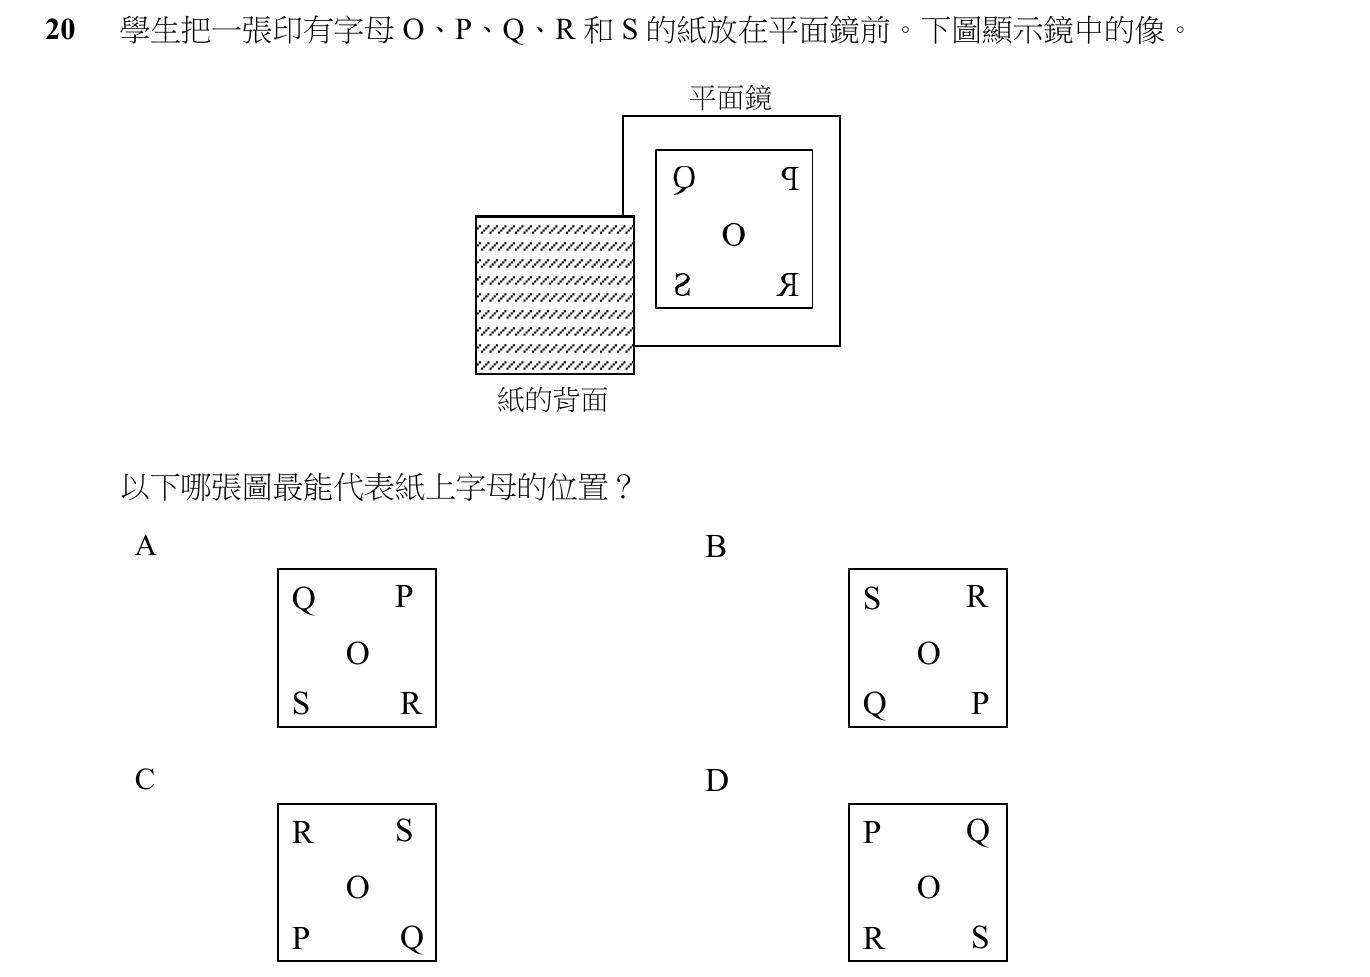 20 學生把一張印有字母 O、P、Q、R 和 S 的紙放在平面鏡前。下圖顯示鏡中的像。
平面鏡
Q P
O
S R
紙的背面
以下哪張圖最能代表紙上字母的位置？
A
Q P
O
S R
B
S R
O
Q P
C
R S
O
P Q
D
P Q
O
R S